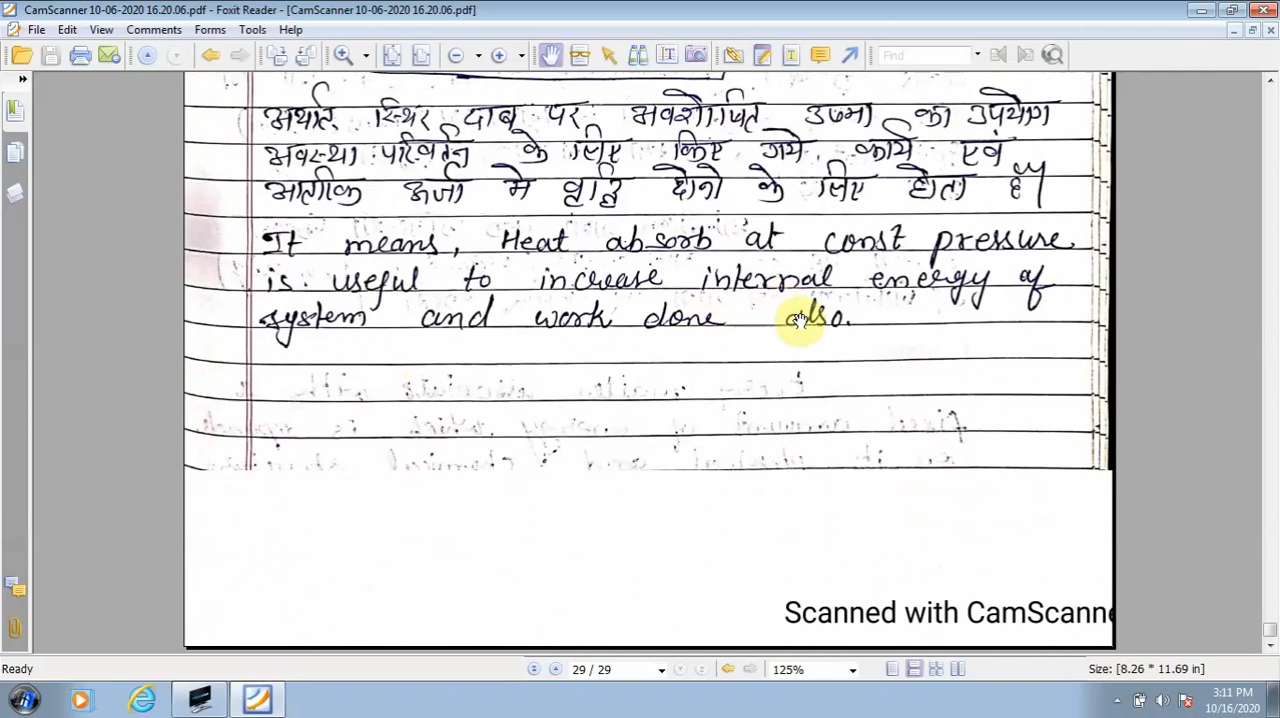 CamScanner 10-06-2020 16.20.06.pdf - Foxit Reader - [CamScanner 10-06-2020 16.20.06.pdf]
File Edit View Comments Forms Tools Help
Find
अर्थात् स्थिर दाब पर अवशोषित उष्मा का उपयोग
अवस्था परिवर्तन के लिए किए गये कार्य एवं
आंतरिक ऊर्जा मे वृद्धि दोनो के लिए होता है।
It means, Heat absorb at const pressure
is useful to increase internal energy of
system and work done also.
Scanned with CamScanne
Ready 29 / 29 125% Size: [8.26 * 11.69 in]
3:11 PM
10/16/2020